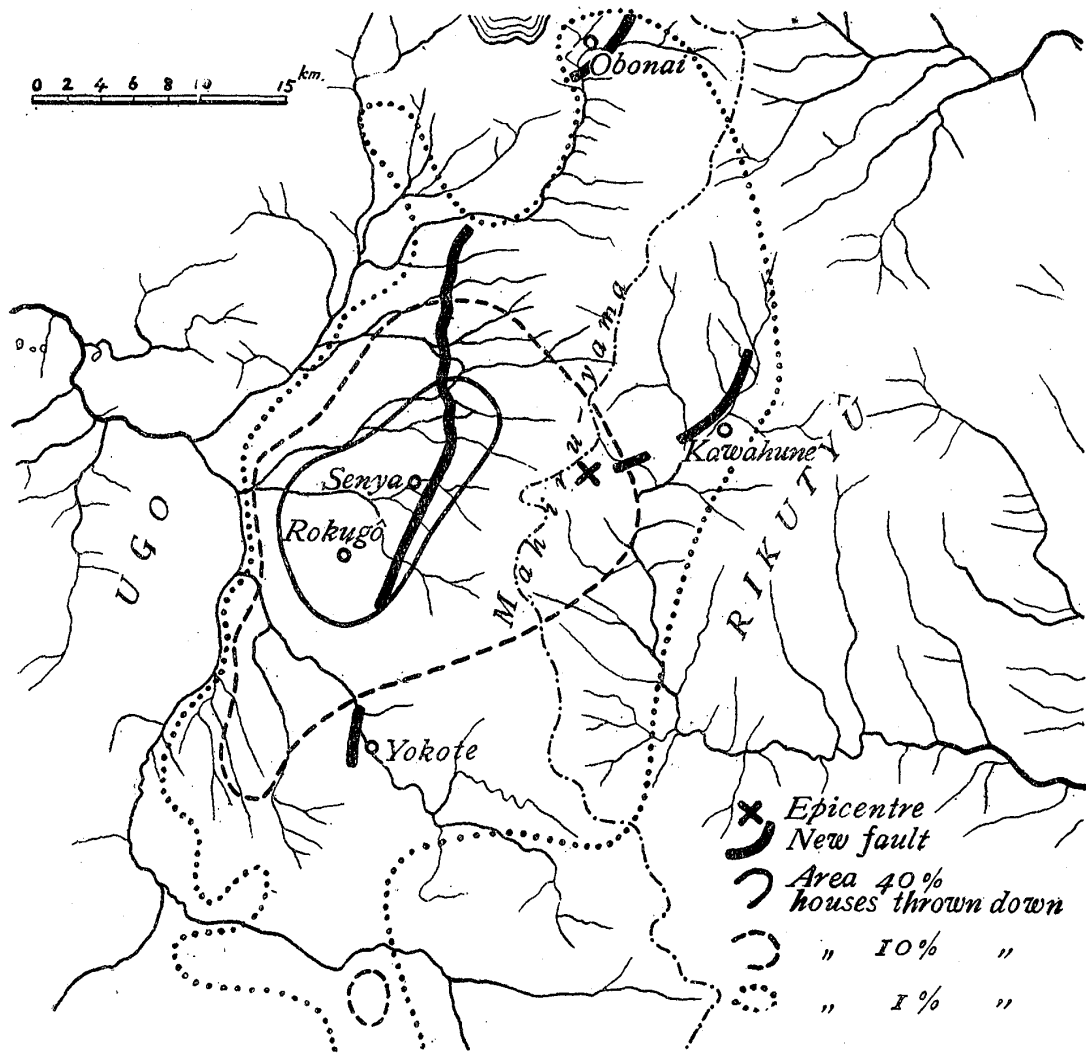 0 2 4 6 8 10 15 km.
Obonai
Mahiru-yama
Kawahune
Senya
Rokugô
UGO
RIKUTYÛ
Yokote
Epicentre
New fault
Area 40%
houses thrown down
„ 10% „
„ 1% „